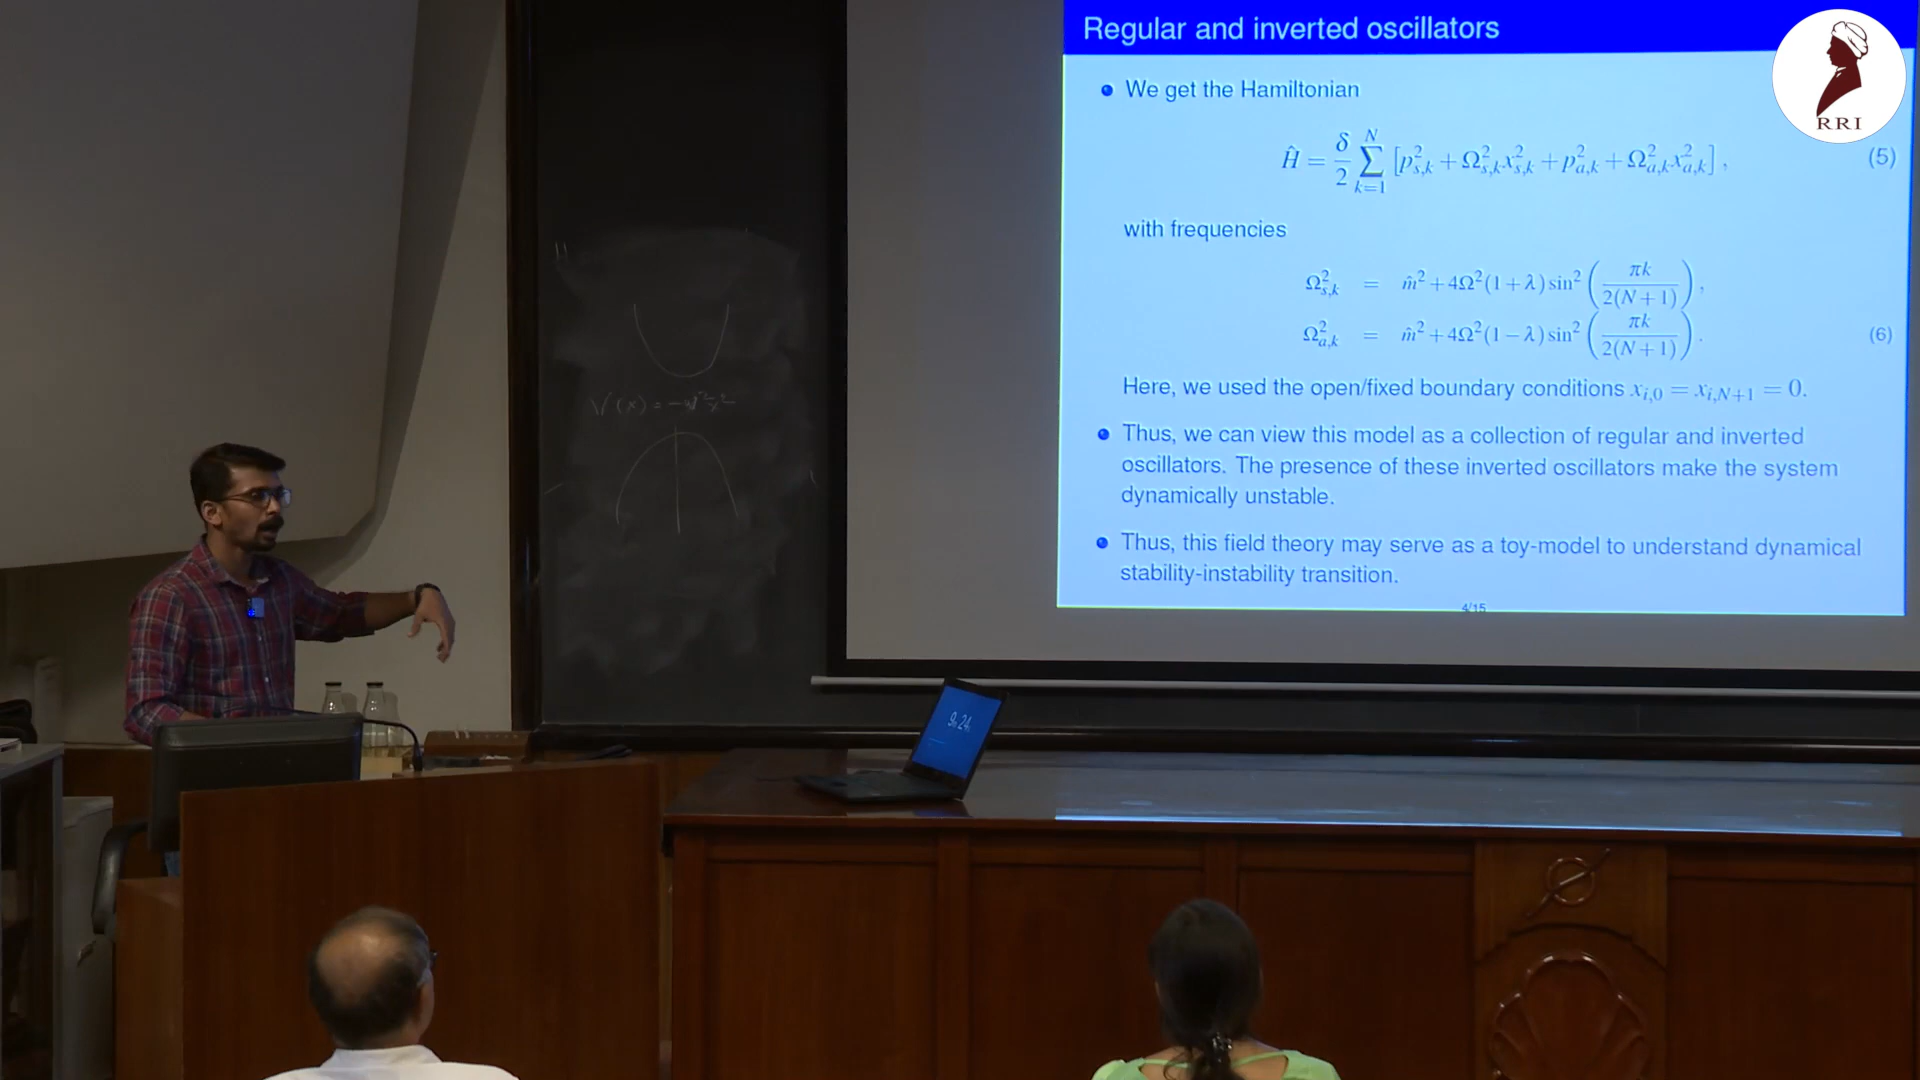 Regular and inverted oscillators
RRI
• We get the Hamiltonian
Ĥ = δ/2 ∑_{k=1}^{N} [p²_{s,k} + Ω²_{s,k}x²_{s,k} + p²_{a,k} + Ω²_{a,k}x²_{a,k}] , (5)
with frequencies
Ω²_{s,k} = m̂² + 4Ω²(1+λ) sin² (πk / 2(N+1)) ,
Ω²_{a,k} = m̂² + 4Ω²(1−λ) sin² (πk / 2(N+1)) . (6)
Here, we used the open/fixed boundary conditions x_{i,0} = x_{i,N+1} = 0.
• Thus, we can view this model as a collection of regular and inverted
oscillators. The presence of these inverted oscillators make the system
dynamically unstable.
• Thus, this field theory may serve as a toy-model to understand dynamical
stability-instability transition.
4/15
H
V(x) = −